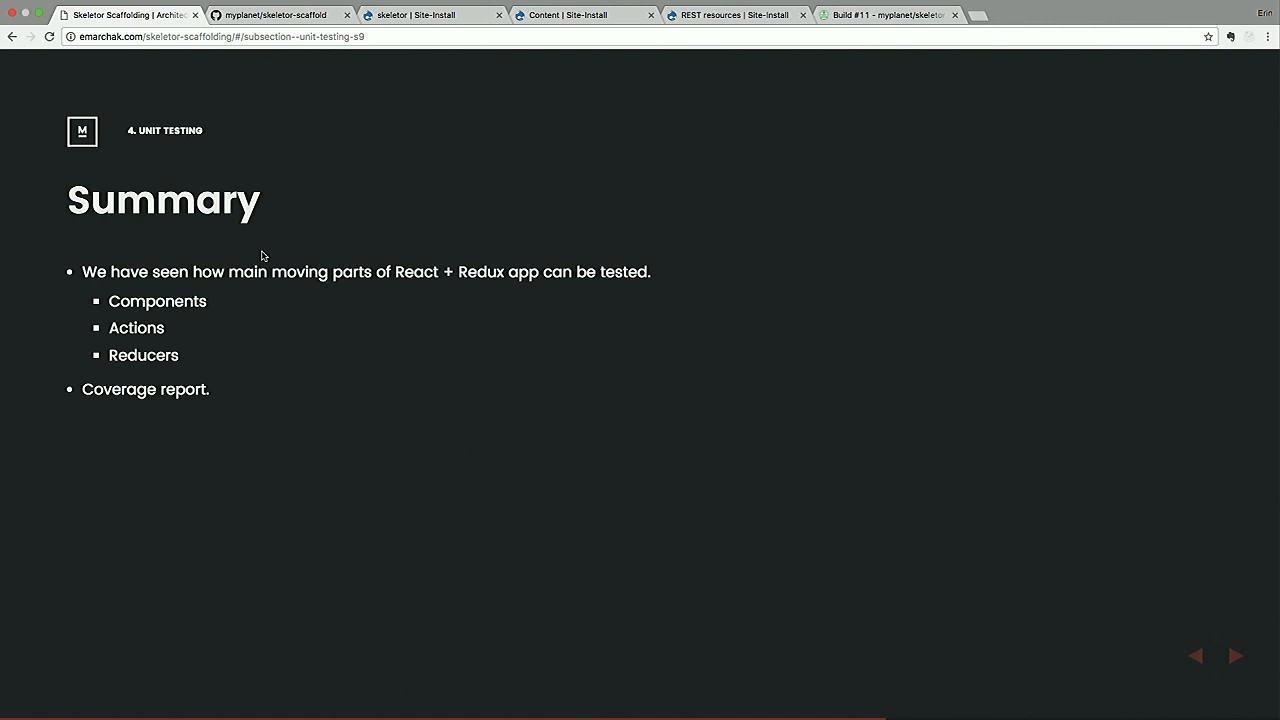 Skeletor Scaffolding | Architec
myplanet/skeletor-scaffold
skeletor | Site-Install
Content | Site-Install
REST resources | Site-Install
Build #11 - myplanet/skeletor
Erin
emarchak.com/skeletor-scaffolding/#/subsection--unit-testing-s9
M
4. UNIT TESTING
Summary
• We have seen how main moving parts of React + Redux app can be tested.
▪ Components
▪ Actions
▪ Reducers
• Coverage report.